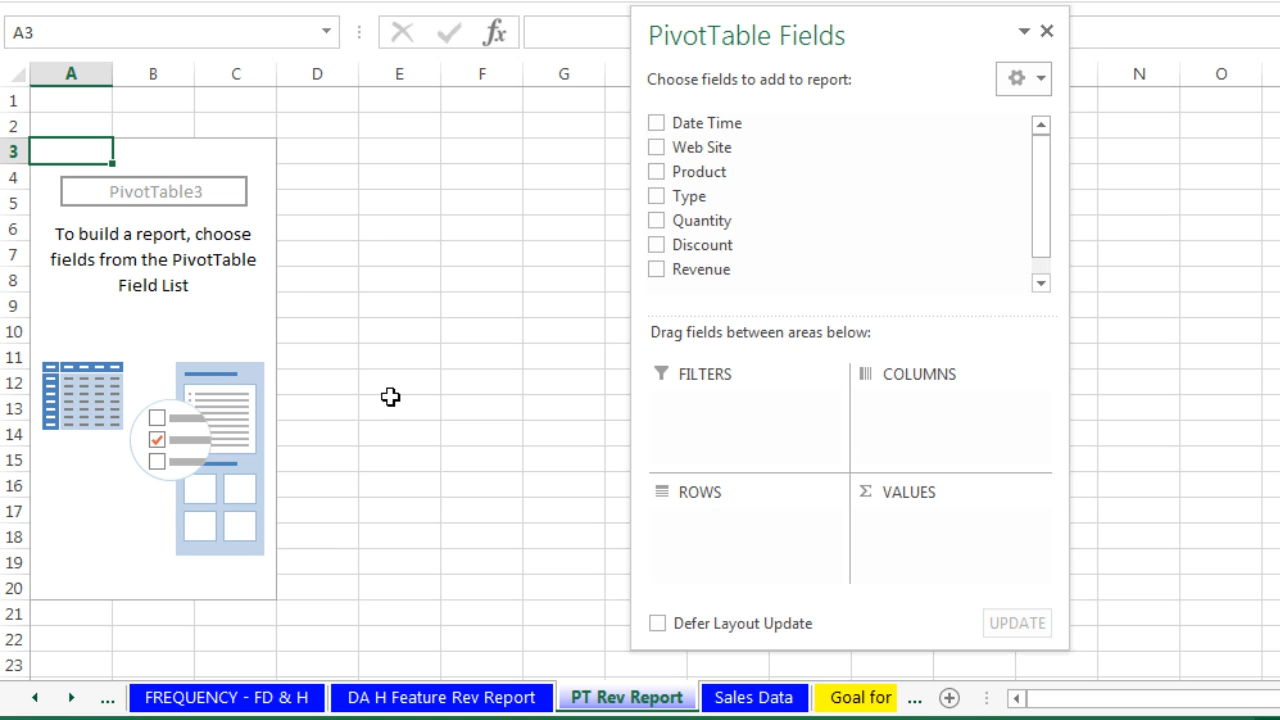 A3
fx
PivotTable Fields
Choose fields to add to report:
A B C D E F G N O
1
2
3
4
5
6
7
8
9
10
11
12
13
14
15
16
17
18
19
20
21
22
23
PivotTable3
To build a report, choose
fields from the PivotTable
Field List
Date Time
Web Site
Product
Type
Quantity
Discount
Revenue
Drag fields between areas below:
FILTERS
COLUMNS
ROWS
Σ VALUES
Defer Layout Update
UPDATE
... FREQUENCY - FD & H DA H Feature Rev Report PT Rev Report Sales Data Goal for ...